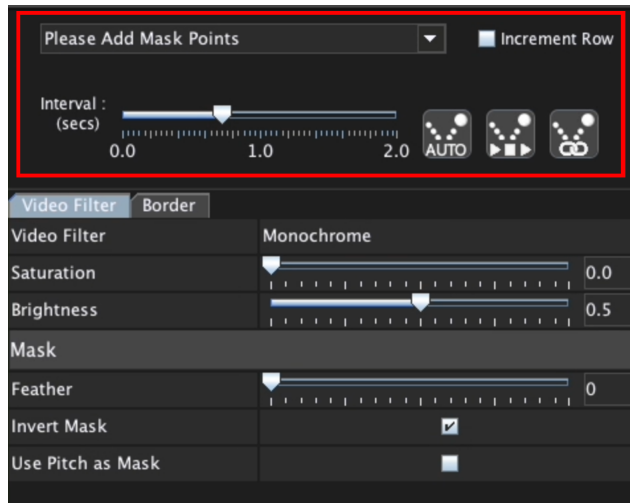 Please Add Mask Points
Increment Row
Interval :
(secs)
0.0 1.0 2.0
AUTO
Video Filter Border
Video Filter Monochrome
Saturation 0.0
Brightness 0.5
Mask
Feather 0
Invert Mask
Use Pitch as Mask